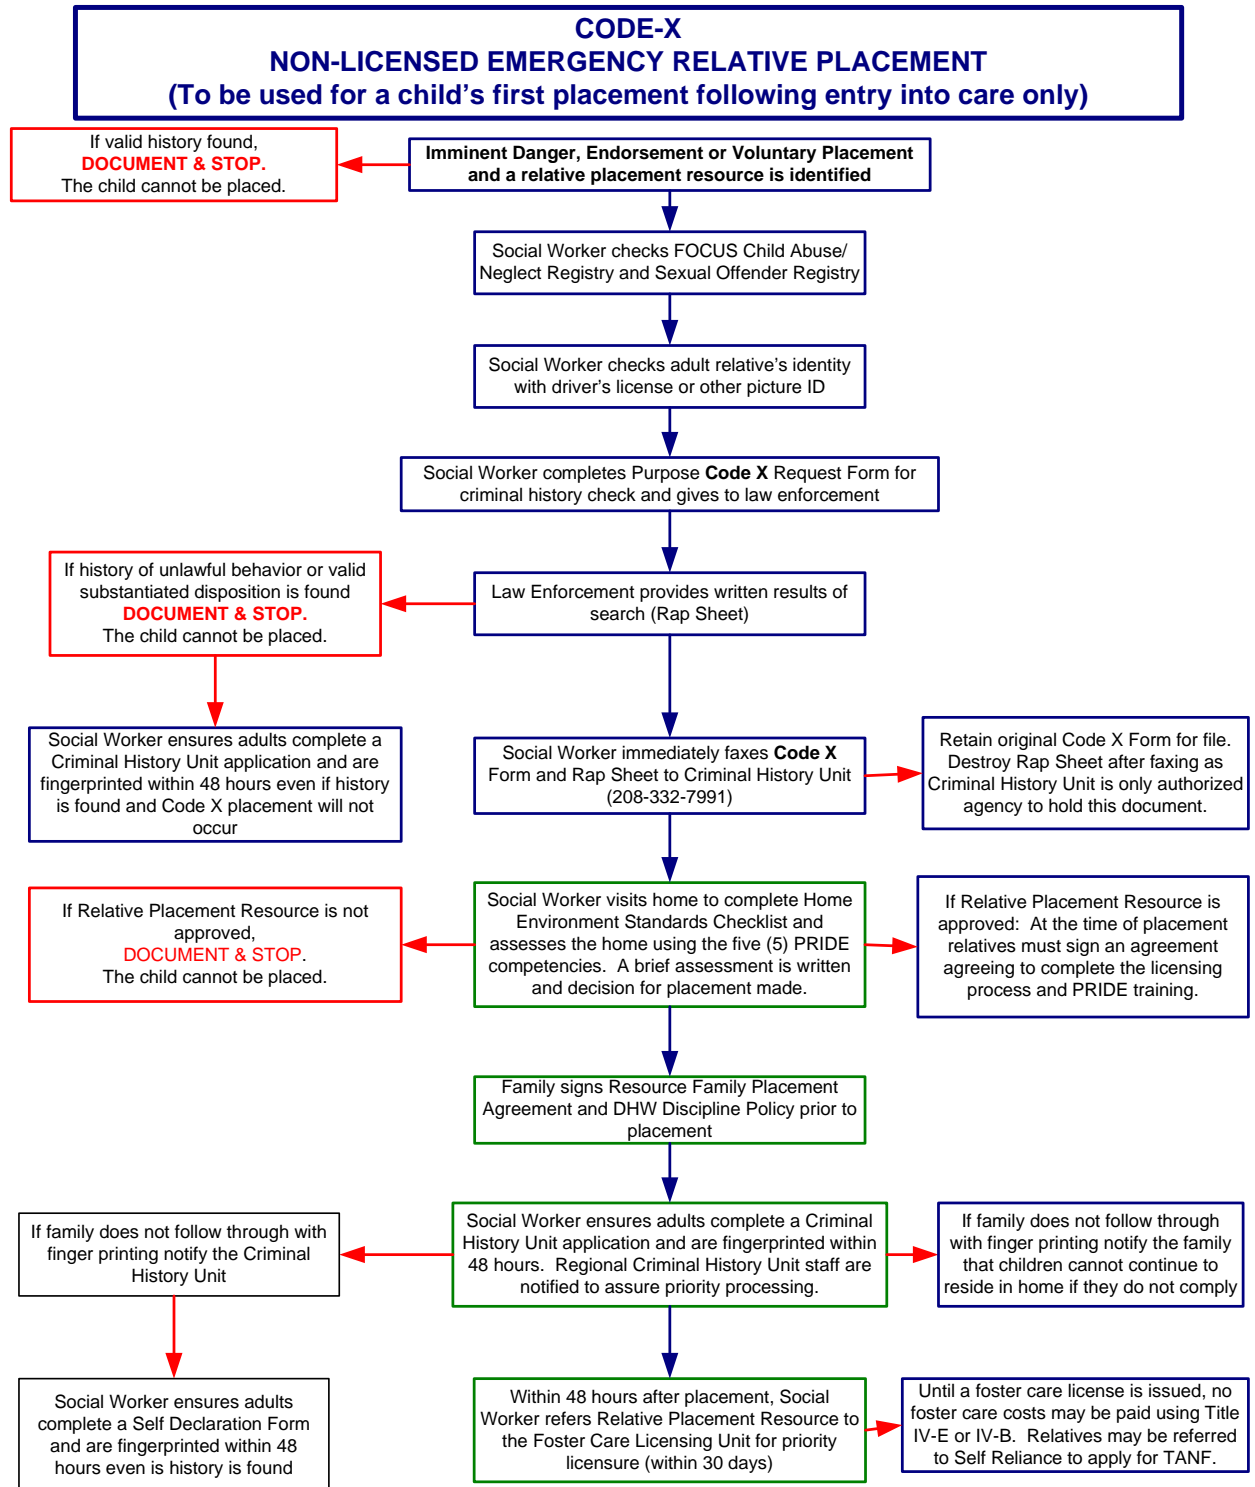 CODE-X
NON-LICENSED EMERGENCY RELATIVE PLACEMENT
(To be used for a child's first placement following entry into care only)
If valid history found,
DOCUMENT & STOP.
The child cannot be placed.
Imminent Danger, Endorsement or Voluntary Placement
and a relative placement resource is identified
Social Worker checks FOCUS Child Abuse/
Neglect Registry and Sexual Offender Registry
Social Worker checks adult relative's identity
with driver's license or other picture ID
Social Worker completes Purpose Code X Request Form for
criminal history check and gives to law enforcement
If history of unlawful behavior or valid
substantiated disposition is found
DOCUMENT & STOP.
The child cannot be placed.
Law Enforcement provides written results of
search (Rap Sheet)
Social Worker ensures adults complete a
Criminal History Unit application and are
fingerprinted within 48 hours even if history
is found and Code X placement will not
occur
Social Worker immediately faxes Code X
Form and Rap Sheet to Criminal History Unit
(208-332-7991)
Retain original Code X Form for file.
Destroy Rap Sheet after faxing as
Criminal History Unit is only authorized
agency to hold this document.
If Relative Placement Resource is not
approved,
DOCUMENT & STOP.
The child cannot be placed.
Social Worker visits home to complete Home
Environment Standards Checklist and
assesses the home using the five (5) PRIDE
competencies.  A brief assessment is written
and decision for placement made.
If Relative Placement Resource is
approved:  At the time of placement
relatives must sign an agreement
agreeing to complete the licensing
process and PRIDE training.
Family signs Resource Family Placement
Agreement and DHW Discipline Policy prior to
placement
If family does not follow through with
finger printing notify the Criminal
History Unit
Social Worker ensures adults complete a Criminal
History Unit application and are fingerprinted within
48 hours.  Regional Criminal History Unit staff are
notified to assure priority processing.
If family does not follow through
with finger printing notify the family
that children cannot continue to
reside in home if they do not comply
Social Worker ensures adults
complete a Self Declaration Form
and are fingerprinted within 48
hours even is history is found
Within 48 hours after placement, Social
Worker refers Relative Placement Resource to
the Foster Care Licensing Unit for priority
licensure (within 30 days)
Until a foster care license is issued, no
foster care costs may be paid using Title
IV-E or IV-B.  Relatives may be referred
to Self Reliance to apply for TANF.